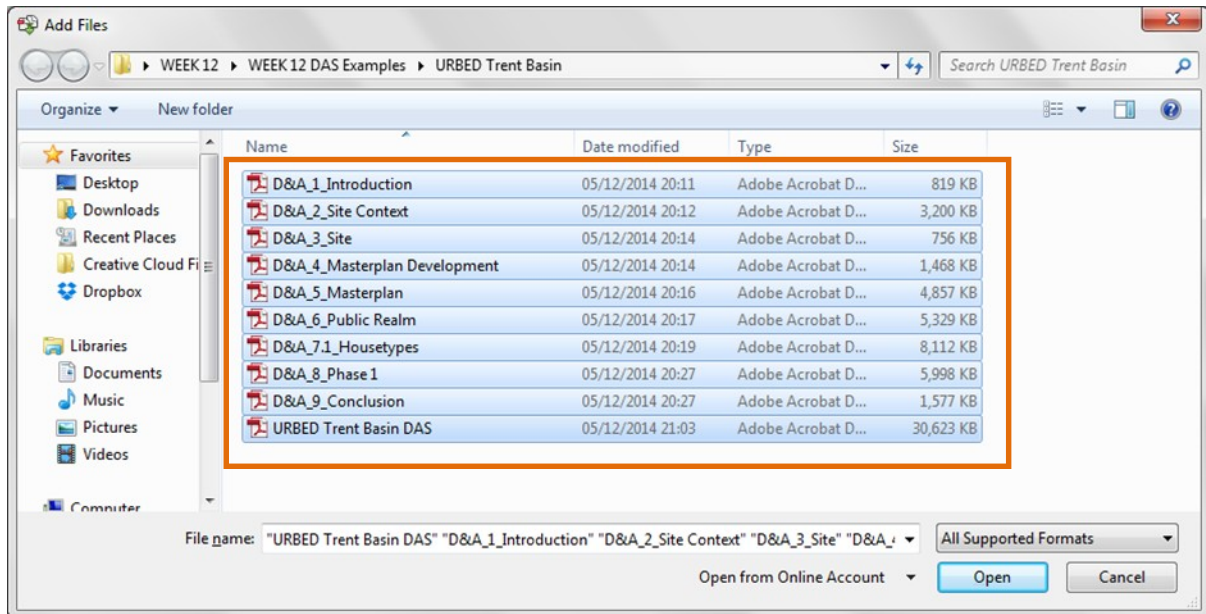 Add Files
WEEK 12 ▸ WEEK 12 DAS Examples ▸ URBED Trent Basin
Search URBED Trent Basin
Organize New folder
Name Date modified Type Size
Favorites
Desktop
Downloads
Recent Places
Creative Cloud Fi
Dropbox
Libraries
Documents
Music
Pictures
Videos
Computer
D&A_1_Introduction 05/12/2014 20:11 Adobe Acrobat D... 819 KB
D&A_2_Site Context 05/12/2014 20:12 Adobe Acrobat D... 3,200 KB
D&A_3_Site 05/12/2014 20:14 Adobe Acrobat D... 756 KB
D&A_4_Masterplan Development 05/12/2014 20:14 Adobe Acrobat D... 1,468 KB
D&A_5_Masterplan 05/12/2014 20:16 Adobe Acrobat D... 4,857 KB
D&A_6_Public Realm 05/12/2014 20:17 Adobe Acrobat D... 5,329 KB
D&A_7.1_Housetypes 05/12/2014 20:19 Adobe Acrobat D... 8,112 KB
D&A_8_Phase 1 05/12/2014 20:27 Adobe Acrobat D... 5,998 KB
D&A_9_Conclusion 05/12/2014 20:27 Adobe Acrobat D... 1,577 KB
URBED Trent Basin DAS 05/12/2014 21:03 Adobe Acrobat D... 30,623 KB
File name: "URBED Trent Basin DAS" "D&A_1_Introduction" "D&A_2_Site Context" "D&A_3_Site" "D&A_
All Supported Formats
Open from Online Account
Open
Cancel